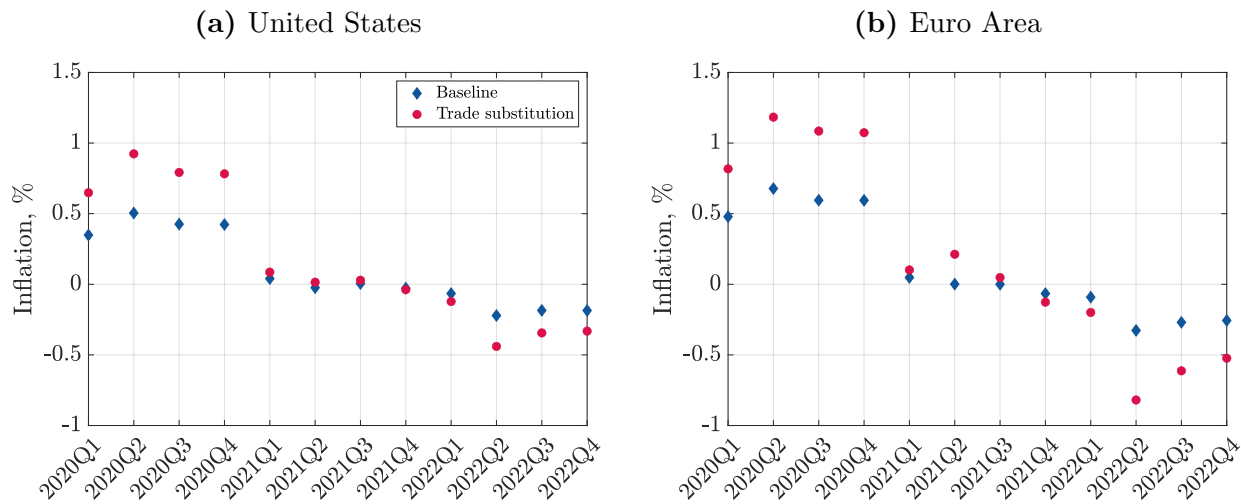 (a) United States
Inflation, %
1.5
1
0.5
0
-0.5
-1
Baseline
Trade substitution
2020Q1
2020Q2
2020Q3
2020Q4
2021Q1
2021Q2
2021Q3
2021Q4
2022Q1
2022Q2
2022Q3
2022Q4
(b) Euro Area
Inflation, %
1.5
1
0.5
0
-0.5
-1
2020Q1
2020Q2
2020Q3
2020Q4
2021Q1
2021Q2
2021Q3
2021Q4
2022Q1
2022Q2
2022Q3
2022Q4